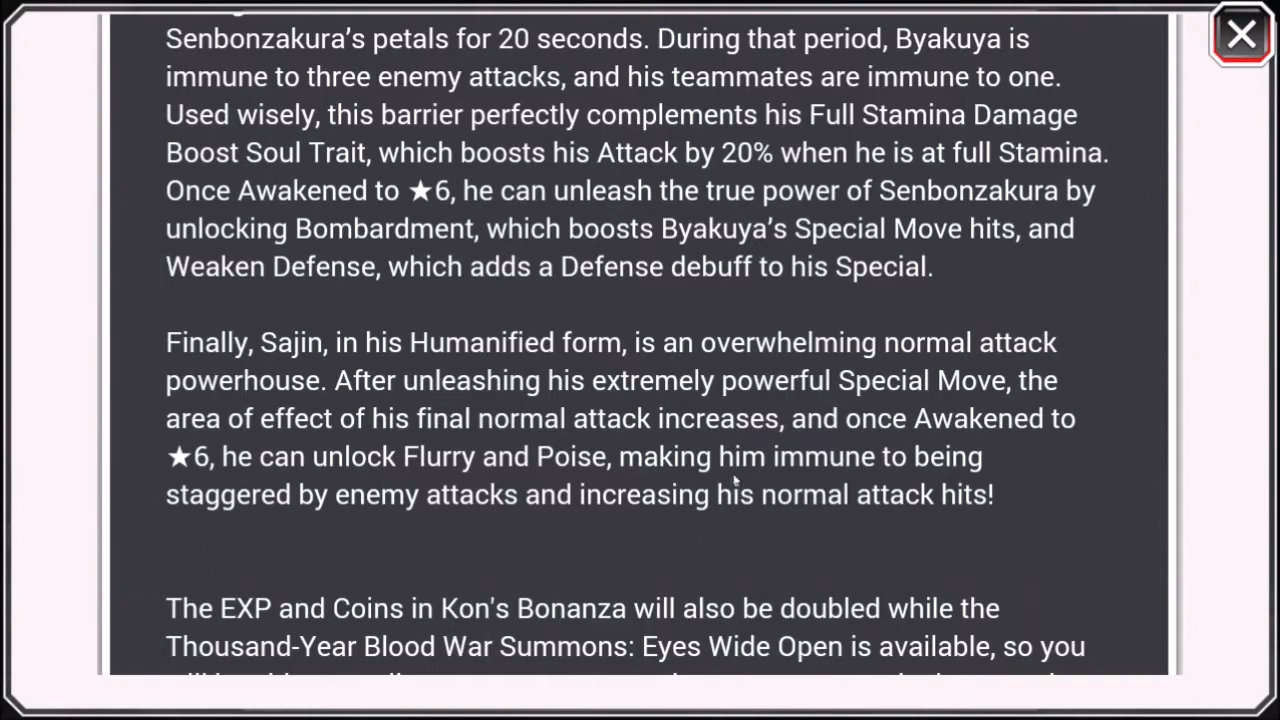 Senbonzakura’s petals for 20 seconds. During that period, Byakuya is
immune to three enemy attacks, and his teammates are immune to one.
Used wisely, this barrier perfectly complements his Full Stamina Damage
Boost Soul Trait, which boosts his Attack by 20% when he is at full Stamina.
Once Awakened to ★6, he can unleash the true power of Senbonzakura by
unlocking Bombardment, which boosts Byakuya’s Special Move hits, and
Weaken Defense, which adds a Defense debuff to his Special.
Finally, Sajin, in his Humanified form, is an overwhelming normal attack
powerhouse. After unleashing his extremely powerful Special Move, the
area of effect of his final normal attack increases, and once Awakened to
★6, he can unlock Flurry and Poise, making him immune to being
staggered by enemy attacks and increasing his normal attack hits!
The EXP and Coins in Kon's Bonanza will also be doubled while the
Thousand-Year Blood War Summons: Eyes Wide Open is available, so you